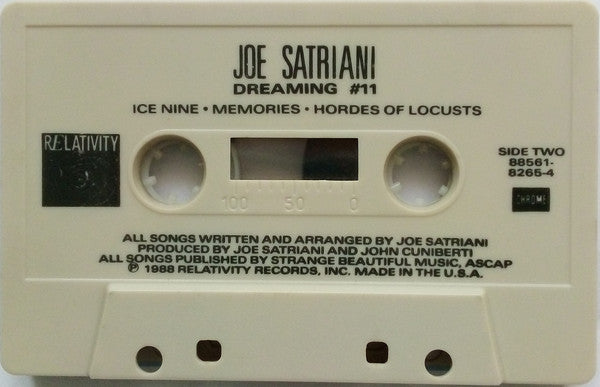 JOE SATRIANI
DREAMING #11
ICE NINE • MEMORIES • HORDES OF LOCUSTS
RELATIVITY
SIDE TWO
88561-
8265-4
100 50 0
CHROME
ALL SONGS WRITTEN AND ARRANGED BY JOE SATRIANI
PRODUCED BY JOE SATRIANI AND JOHN CUNIBERTI
ALL SONGS PUBLISHED BY STRANGE BEAUTIFUL MUSIC, ASCAP
℗ 1988 RELATIVITY RECORDS, INC. MADE IN THE U.S.A.